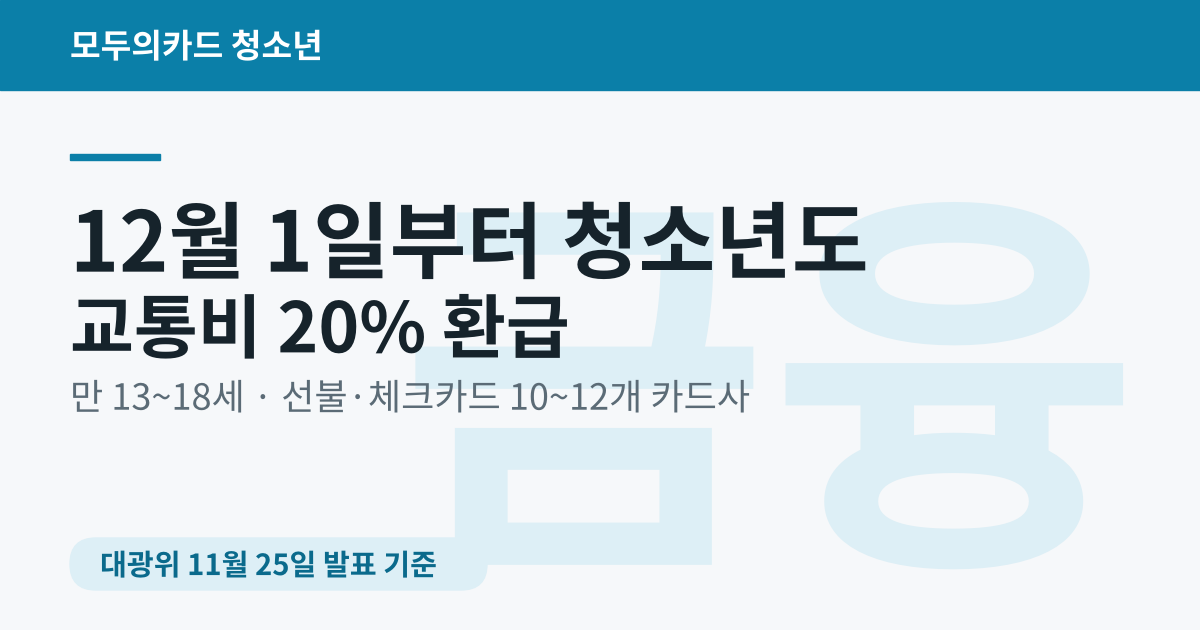 모두의카드 청소년
12월 1일부터 청소년도
교통비 20% 환급
만 13~18세 · 선불·체크카드 10~12개 카드사
금융
대광위 11월 25일 발표 기준